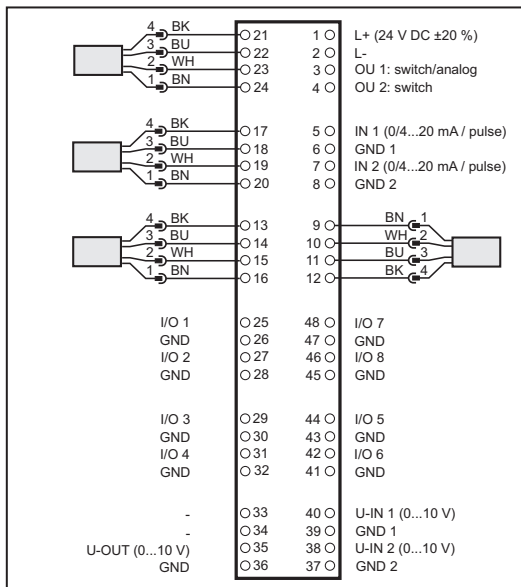 4 BK 21 1 L+ (24 V DC ±20 %)
3 BU 22 2 L-
2 WH 23 3 OU 1: switch/analog
1 BN 24 4 OU 2: switch
4 BK 17 5 IN 1 (0/4...20 mA / pulse)
3 BU 18 6 GND 1
2 WH 19 7 IN 2 (0/4...20 mA / pulse)
1 BN 20 8 GND 2
4 BK 13 9 BN 1
3 BU 14 10 WH 2
2 WH 15 11 BU 3
1 BN 16 12 BK 4
I/O 1 25 48 I/O 7
GND 26 47 GND
I/O 2 27 46 I/O 8
GND 28 45 GND
I/O 3 29 44 I/O 5
GND 30 43 GND
I/O 4 31 42 I/O 6
GND 32 41 GND
- 33 40 U-IN 1 (0...10 V)
- 34 39 GND 1
U-OUT (0...10 V) 35 38 U-IN 2 (0...10 V)
GND 36 37 GND 2